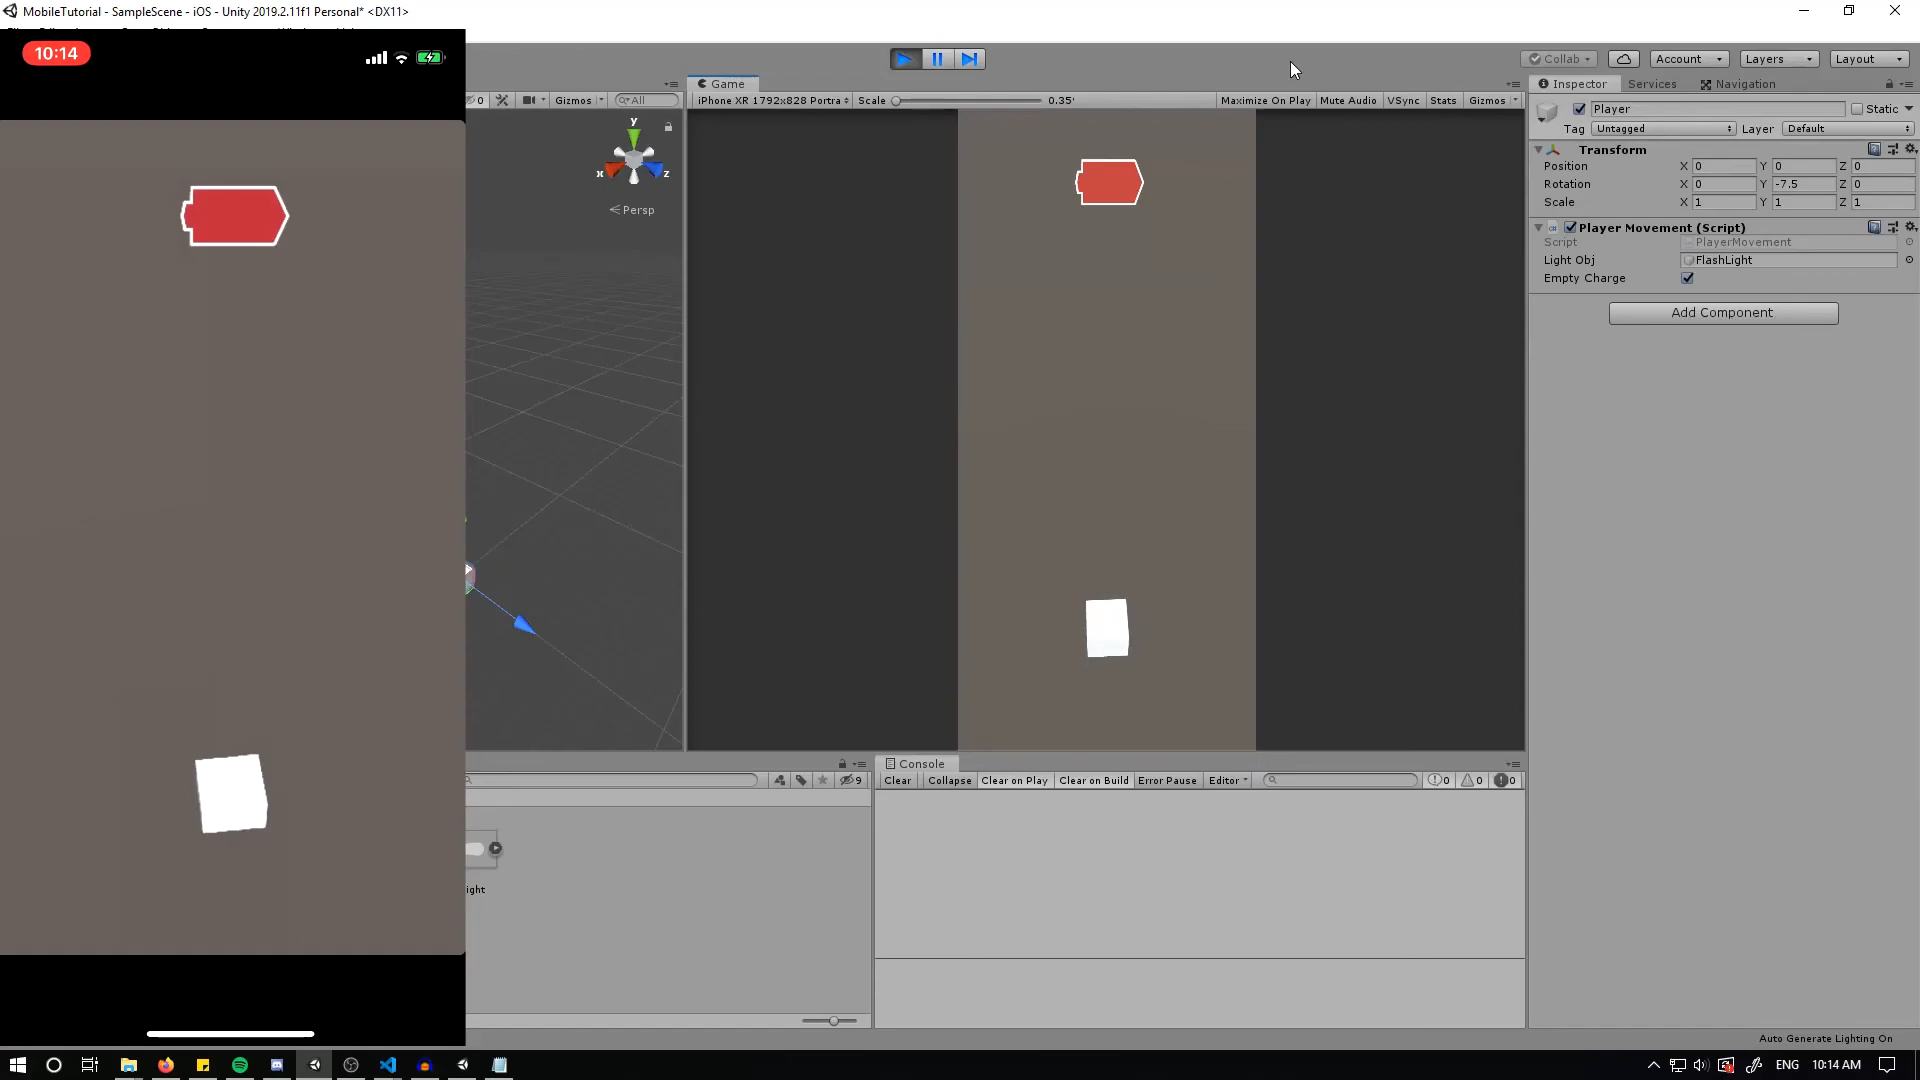 MobileTutorial - SampleScene - iOS - Unity 2019.2.11f1 Personal* <DX11>
10:14
Collab
Account
Layers
Layout
Game
Inspector
Services
Navigation
0
Gizmos
All
iPhone XR 1792x828 Portra
Scale
0.35
Maximize On Play
Mute Audio
VSync
Stats
Gizmos
Player
Static
Tag
Untagged
Layer
Default
y
x
z
Persp
Transform
Position
X 0
Y 0
Z 0
Rotation
X 0
Y -7.5
Z 0
Scale
X 1
Y 1
Z 1
Player Movement (Script)
Script
PlayerMovement
Light Obj
FlashLight
Empty Charge
Add Component
Console
9
Clear
Collapse
Clear on Play
Clear on Build
Error Pause
Editor
0
0
0
ight
Auto Generate Lighting On
ENG
10:14 AM